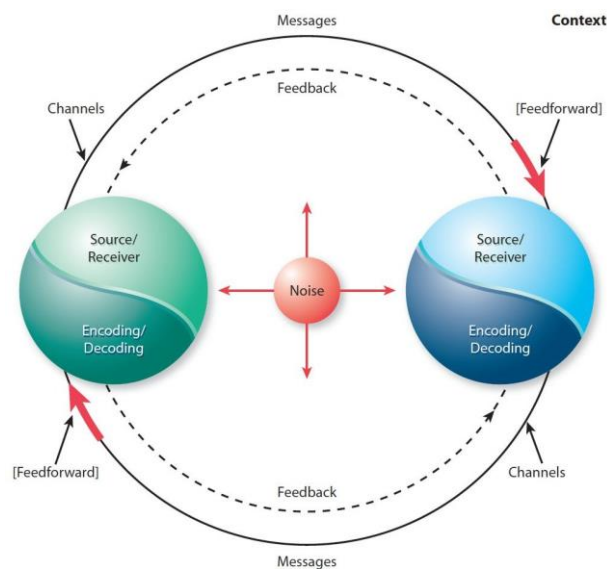 Messages
Context
Feedback
Channels
[Feedforward]
Source/
Receiver
Encoding/
Decoding
Noise
Source/
Receiver
Encoding/
Decoding
[Feedforward]
Channels
Feedback
Messages